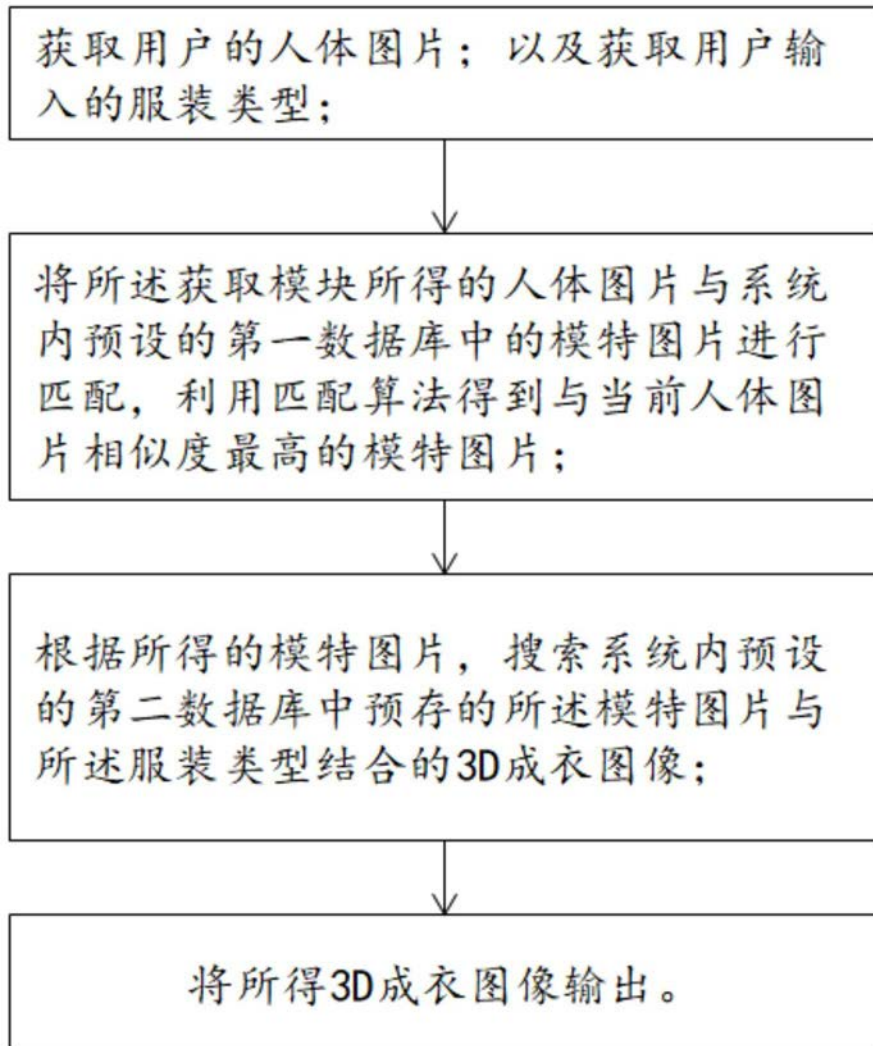 获取用户的人体图片；以及获取用户输
入的服装类型；
将所述获取模块所得的人体图片与系统
内预设的第一数据库中的模特图片进行
匹配，利用匹配算法得到与当前人体图
片相似度最高的模特图片；
根据所得的模特图片，搜索系统内预设
的第二数据库中预存的所述模特图片与
所述服装类型结合的3D成衣图像；
将所得3D成衣图像输出。